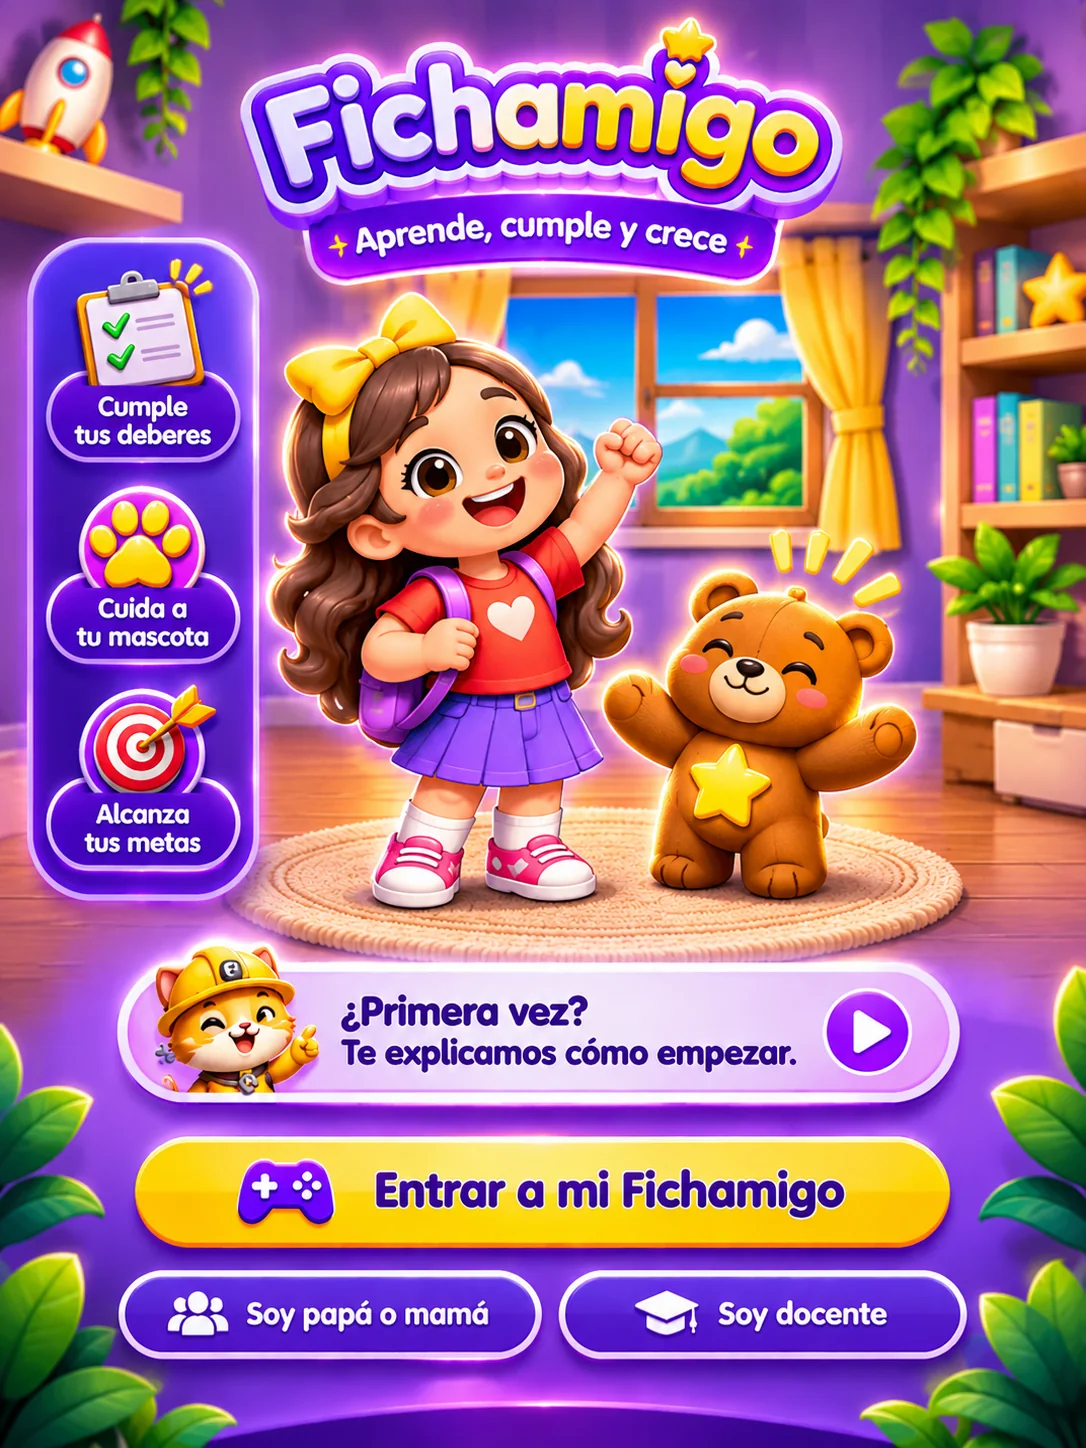 Fichamigo
Aprende, cumple y crece
Cumple
tus deberes
Cuida a
tu mascota
Alcanza
tus metas
¿Primera vez?
Te explicamos cómo empezar.
Entrar a mi Fichamigo
Soy papá o mamá
Soy docente